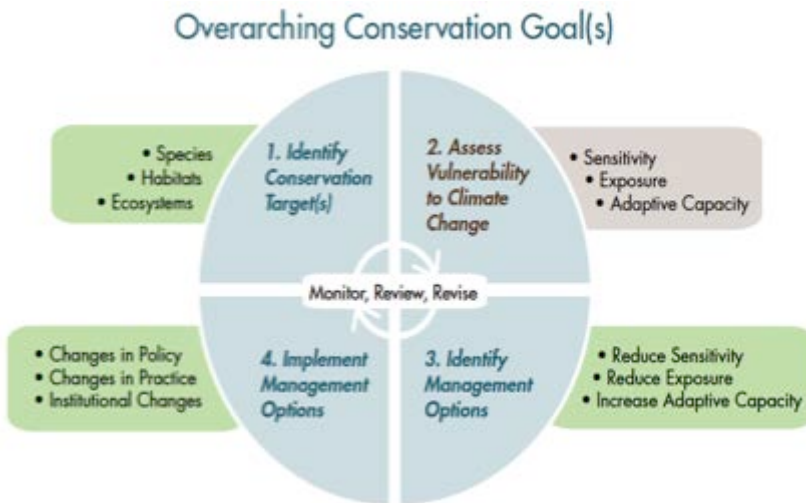 Overarching Conservation Goal(s)
• Species
• Habitats
• Ecosystems
1. Identify
Conservation
Target(s)
2. Assess
Vulnerability
to Climate
Change
• Sensitivity
• Exposure
• Adaptive Capacity
Monitor, Review, Revise
• Changes in Policy
• Changes in Practice
• Institutional Changes
4. Implement
Management
Options
3. Identify
Management
Options
• Reduce Sensitivity
• Reduce Exposure
• Increase Adaptive Capacity